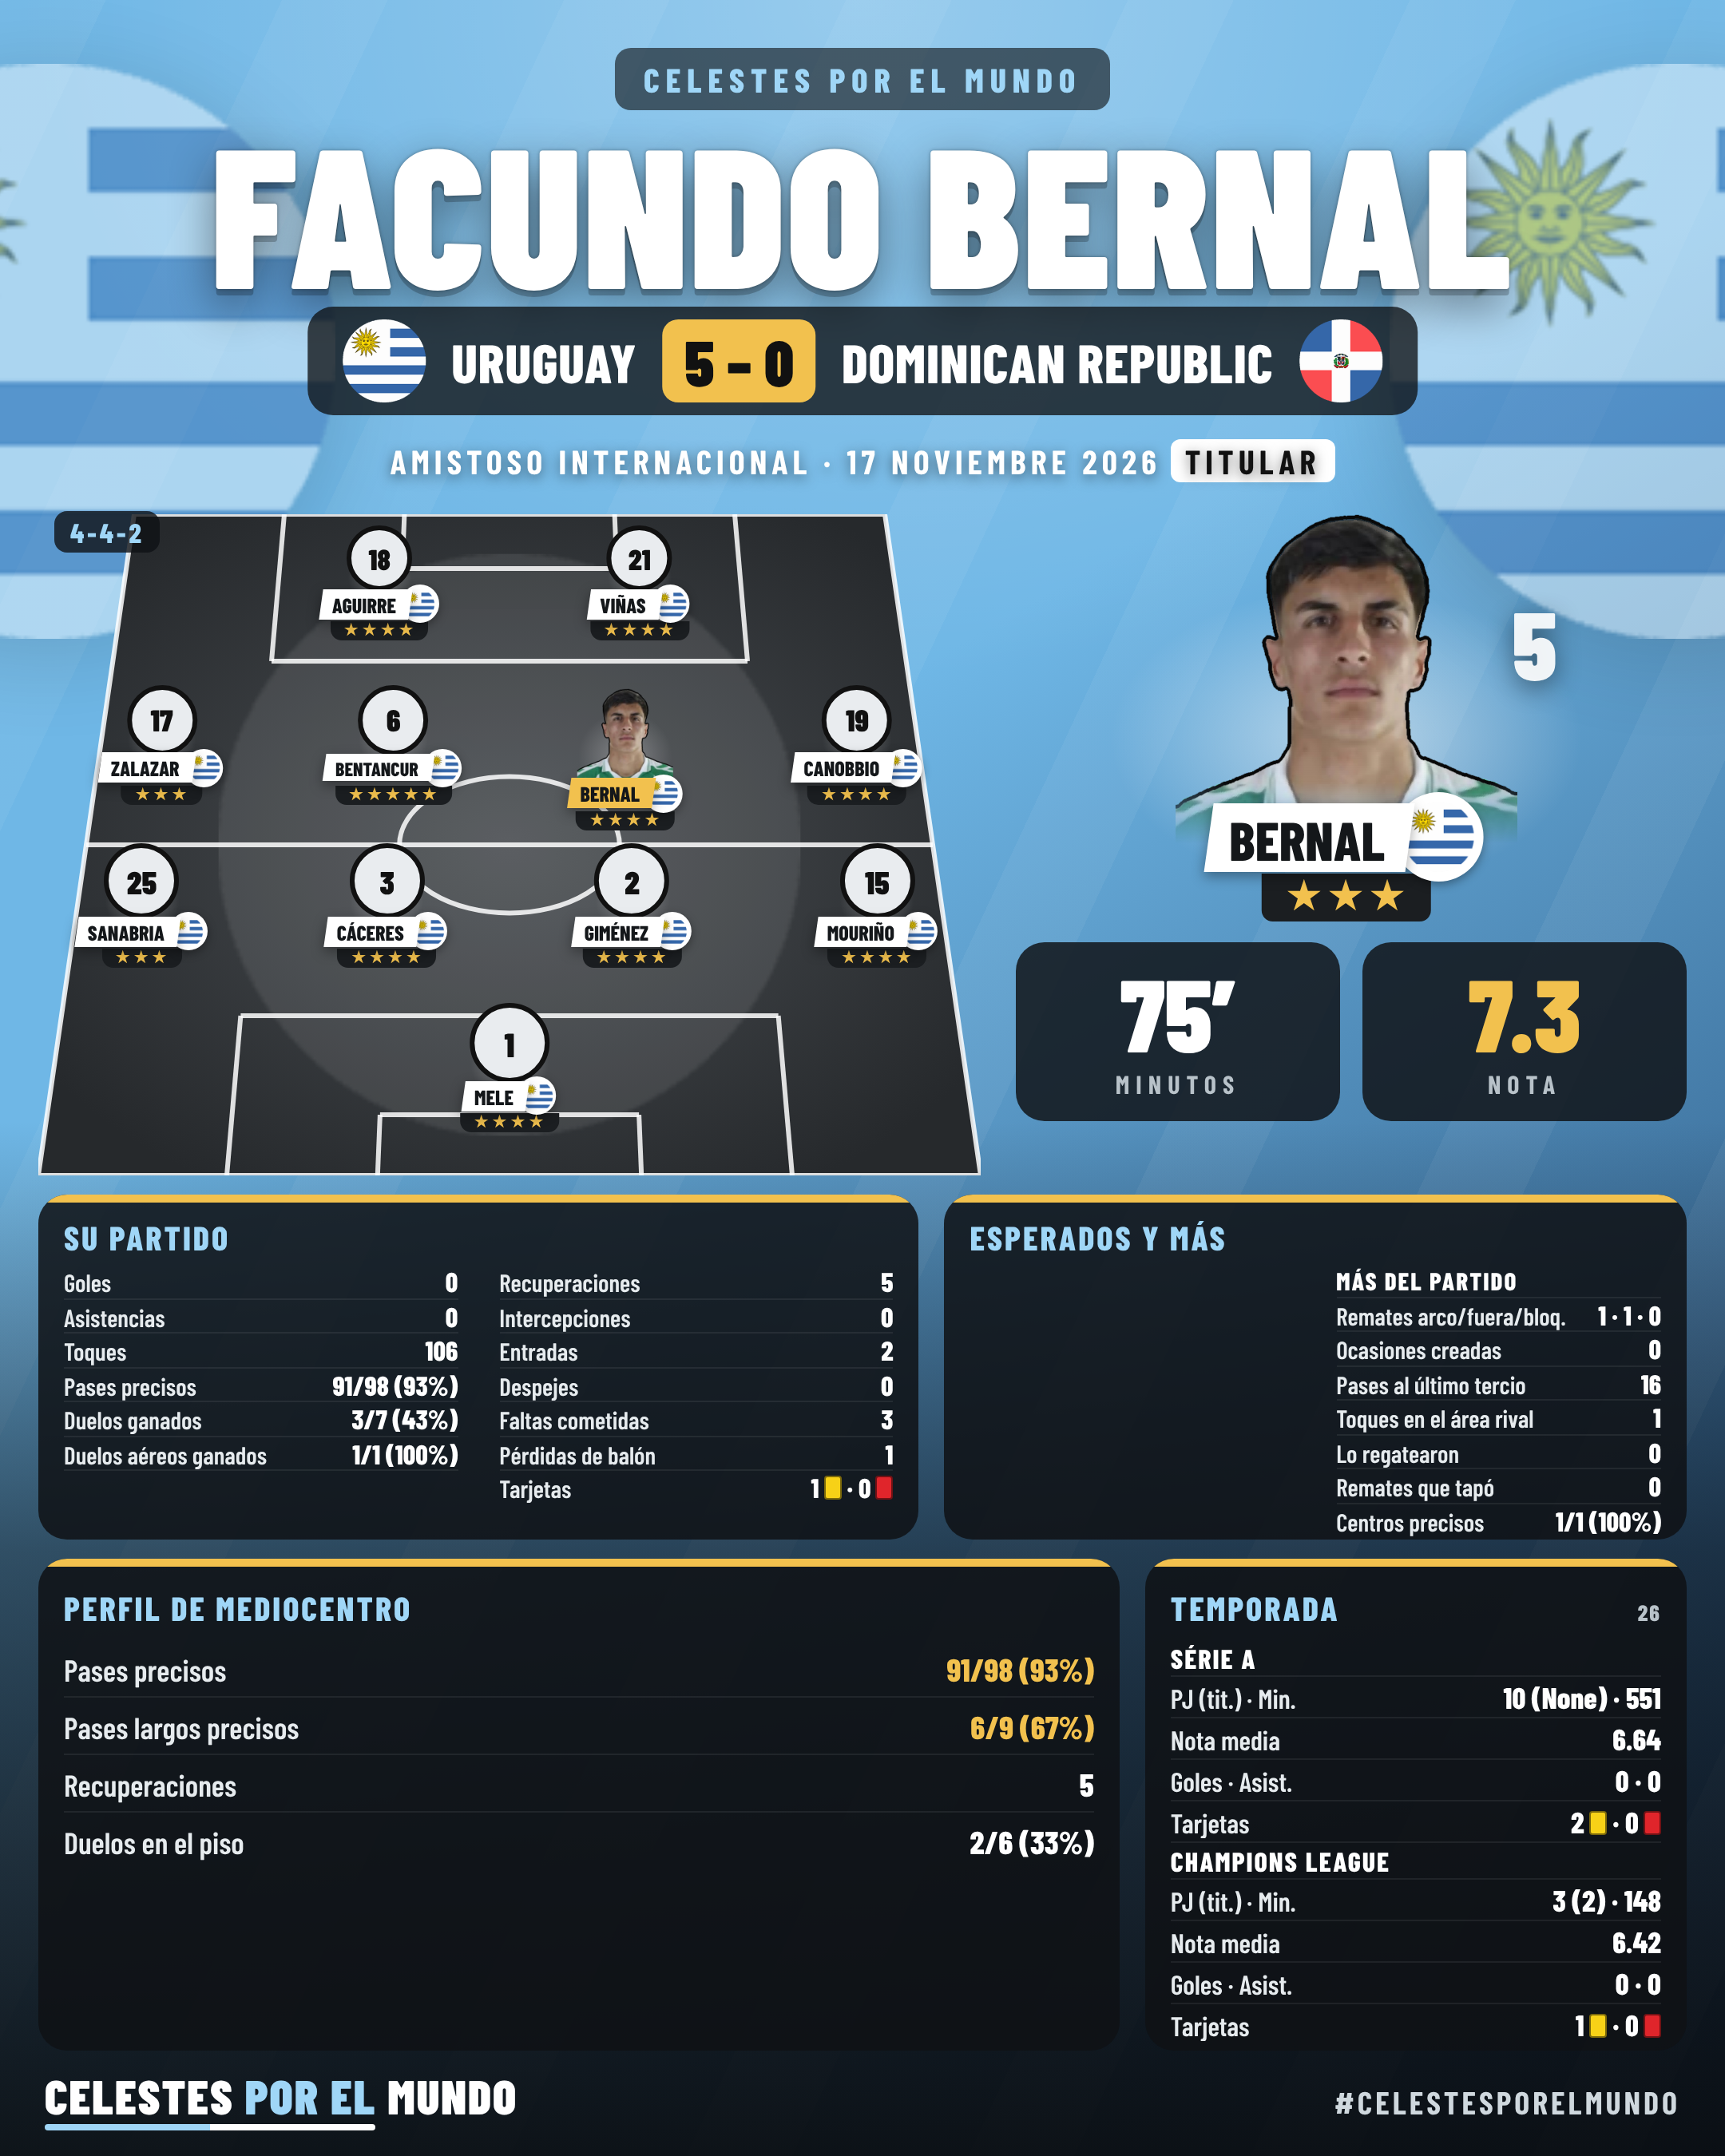 CELESTES POR EL MUNDO
FACUNDO BERNAL
URUGUAY 5 – 0 DOMINICAN REPUBLIC
AMISTOSO INTERNACIONAL · 17 NOVIEMBRE 2026 TITULAR
4-4-2
18 21
AGUIRRE VIÑAS
★★★★ ★★★★
17 6 19
ZALAZAR BENTANCUR BERNAL CANOBBIO
★★★ ★★★★★ ★★★★ ★★★★
25 3 2 15
SANABRIA CÁCERES GIMÉNEZ MOURIÑO
★★★ ★★★★ ★★★★ ★★★★
1
MELE
★★★★
5
BERNAL
★★★
75’ 7.3
MINUTOS NOTA
SU PARTIDO
Goles 0
Asistencias 0
Toques 106
Pases precisos 91/98 (93%)
Duelos ganados 3/7 (43%)
Duelos aéreos ganados 1/1 (100%)
Recuperaciones 5
Intercepciones 0
Entradas 2
Despejes 0
Faltas cometidas 3
Pérdidas de balón 1
Tarjetas 1 · 0
ESPERADOS Y MÁS
MÁS DEL PARTIDO
Remates arco/fuera/bloq. 1 · 1 · 0
Ocasiones creadas 0
Pases al último tercio 16
Toques en el área rival 1
Lo regatearon 0
Remates que tapó 0
Centros precisos 1/1 (100%)
PERFIL DE MEDIOCENTRO
Pases precisos 91/98 (93%)
Pases largos precisos 6/9 (67%)
Recuperaciones 5
Duelos en el piso 2/6 (33%)
TEMPORADA 26
SÉRIE A
PJ (tit.) · Min. 10 (None) · 551
Nota media 6.64
Goles · Asist. 0 · 0
Tarjetas 2 · 0
CHAMPIONS LEAGUE
PJ (tit.) · Min. 3 (2) · 148
Nota media 6.42
Goles · Asist. 0 · 0
Tarjetas 1 · 0
CELESTES POR EL MUNDO
#CELESTESPORELMUNDO